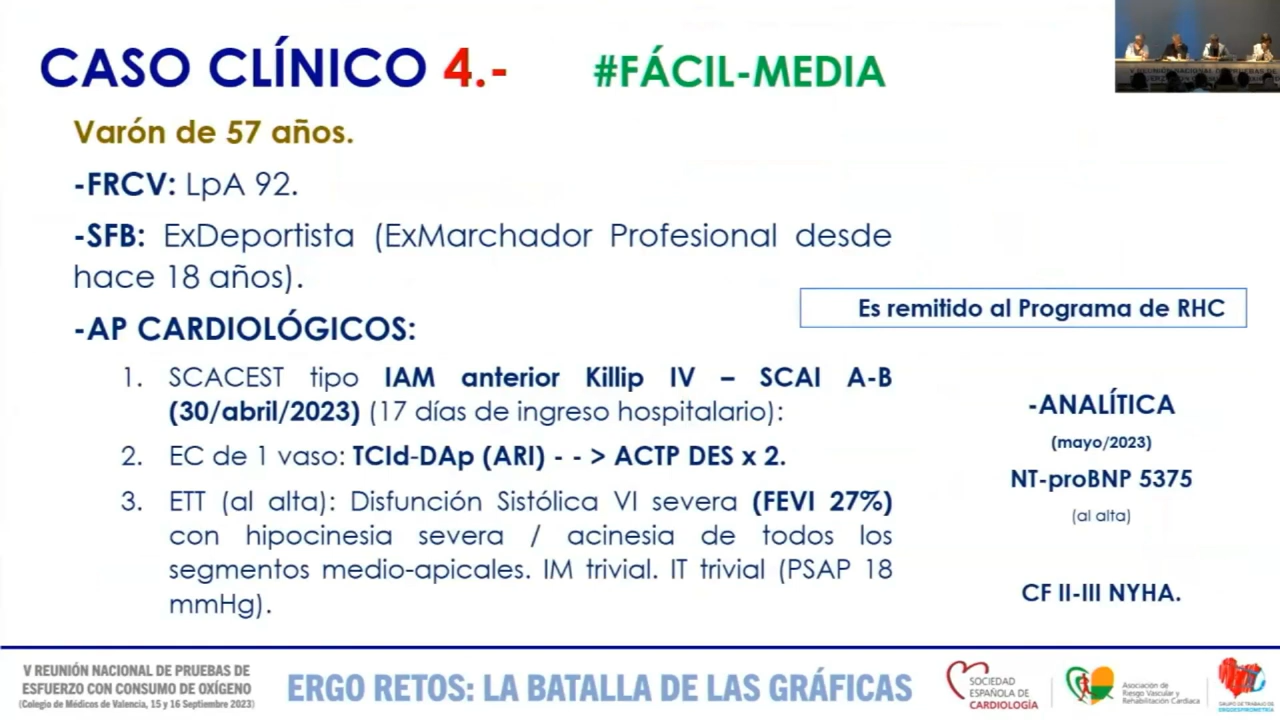 CASO CLÍNICO 4.- #FÁCIL-MEDIA
Varón de 57 años.
-FRCV: LpA 92.
-SFB: ExDeportista (ExMarchador Profesional desde
hace 18 años).
-AP CARDIOLÓGICOS:
1. SCACEST tipo IAM anterior Killip IV – SCAI A-B
(30/abril/2023) (17 días de ingreso hospitalario):
2. EC de 1 vaso: TCId-DAp (ARI) - - > ACTP DES x 2.
3. ETT (al alta): Disfunción Sistólica VI severa (FEVI 27%)
con hipocinesia severa / acinesia de todos los
segmentos medio-apicales. IM trivial. IT trivial (PSAP 18
mmHg).
Es remitido al Programa de RHC
-ANALÍTICA
(mayo/2023)
NT-proBNP 5375
(al alta)
CF II-III NYHA.
V REUNIÓN NACIONAL DE PRUEBAS DE
ESFUERZO CON CONSUMO DE OXÍGENO
(Colegio de Médicos de Valencia, 15 y 16 Septiembre 2023)
ERGO RETOS: LA BATALLA DE LAS GRÁFICAS
SOCIEDAD
ESPAÑOLA DE
CARDIOLOGÍA
Asociación de
Riesgo Vascular y
Rehabilitación Cardiaca
GRUPO DE TRABAJO DE
ERGOESPIROMETRÍA